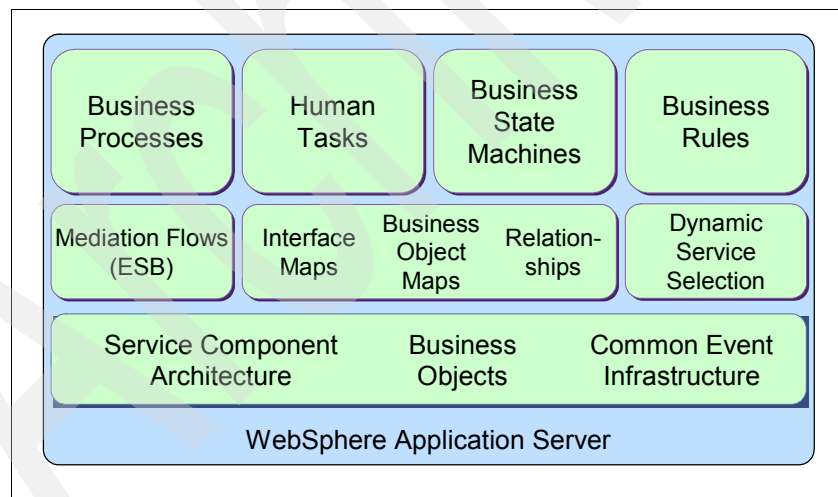 Business
Processes
Human
Tasks
Business
State
Machines
Business
Rules
Mediation Flows
(ESB)
Interface
Maps
Business
Object
Maps
Relation-
ships
Dynamic
Service
Selection
Service Component
Architecture
Business
Objects
Common Event
Infrastructure
WebSphere Application Server